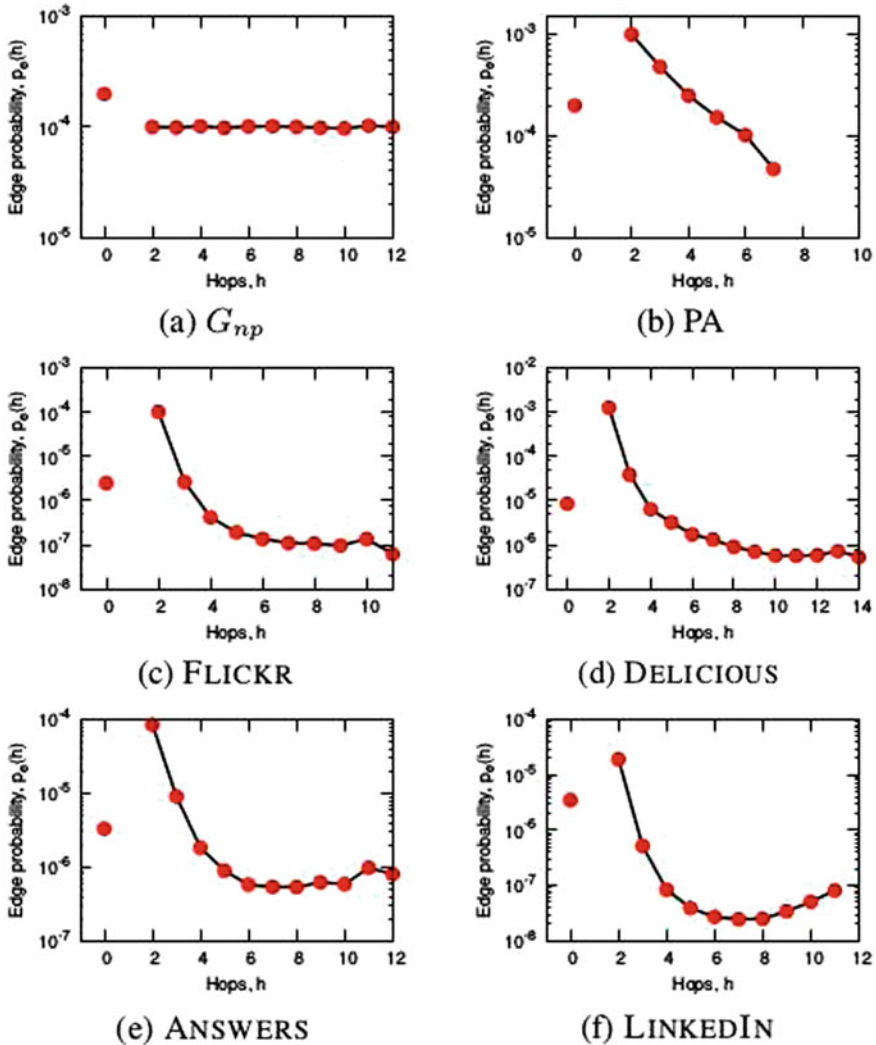 10^-3
10^-4
10^-5
Edge probability, p_e(h)
0 2 4 6 8 10 12
Hops, h
(a) G_np
10^-3
10^-4
10^-5
Edge probability, p_e(h)
0 2 4 6 8 10
Hops, h
(b) PA
10^-3
10^-4
10^-5
10^-6
10^-7
10^-8
Edge probability, p_e(h)
0 2 4 6 8 10
Hops, h
(c) FLICKR
10^-2
10^-3
10^-4
10^-5
10^-6
10^-7
Edge probability, p_e(h)
0 2 4 6 8 10 12 14
Hops, h
(d) DELICIOUS
10^-4
10^-5
10^-6
10^-7
Edge probability, p_e(h)
0 2 4 6 8 10 12
Hops, h
(e) ANSWERS
10^-4
10^-5
10^-6
10^-7
10^-8
Edge probability, p_e(h)
0 2 4 6 8 10 12
Hops, h
(f) LINKEDIN